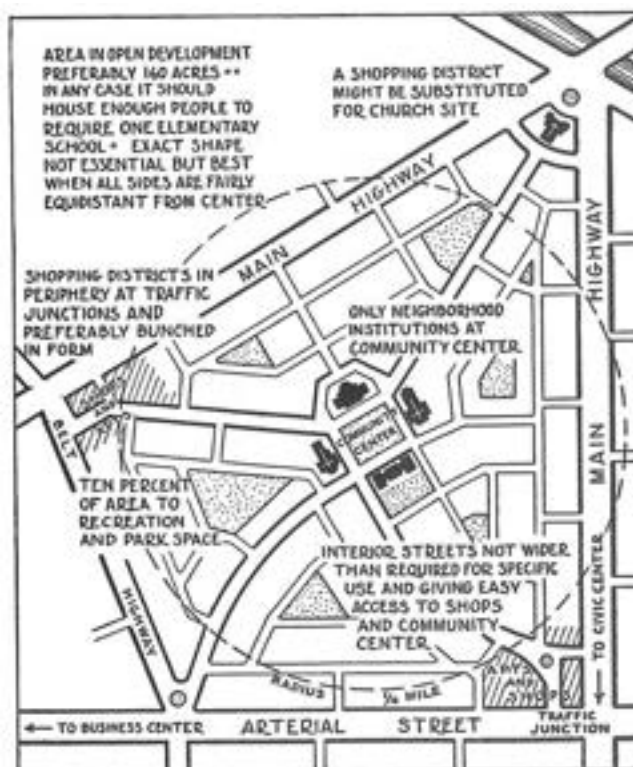 AREA IN OPEN DEVELOPMENT
PREFERABLY 160 ACRES ••
IN ANY CASE IT SHOULD
HOUSE ENOUGH PEOPLE TO
REQUIRE ONE ELEMENTARY
SCHOOL • EXACT SHAPE
NOT ESSENTIAL BUT BEST
WHEN ALL SIDES ARE FAIRLY
EQUIDISTANT FROM CENTER
A SHOPPING DISTRICT
MIGHT BE SUBSTITUTED
FOR CHURCH SITE
MAIN HIGHWAY
HIGHWAY
MAIN
SHOPPING DISTRICTS IN
PERIPHERY AT TRAFFIC
JUNCTIONS AND
PREFERABLY BUNCHED
IN FORM
ONLY NEIGHBORHOOD
INSTITUTIONS AT
COMMUNITY CENTER
COMMUNITY
CENTER
BELT
HIGHWAY
TEN PERCENT
OF AREA TO
RECREATION
AND PARK SPACE
INTERIOR STREETS NOT WIDER
THAN REQUIRED FOR SPECIFIC
USE AND GIVING EASY
ACCESS TO SHOPS
AND COMMUNITY
CENTER
TO CIVIC CENTER
RADIUS ¼ MILE
SHOPS
TRAFFIC
JUNCTION
← TO BUSINESS CENTER
ARTERIAL STREET